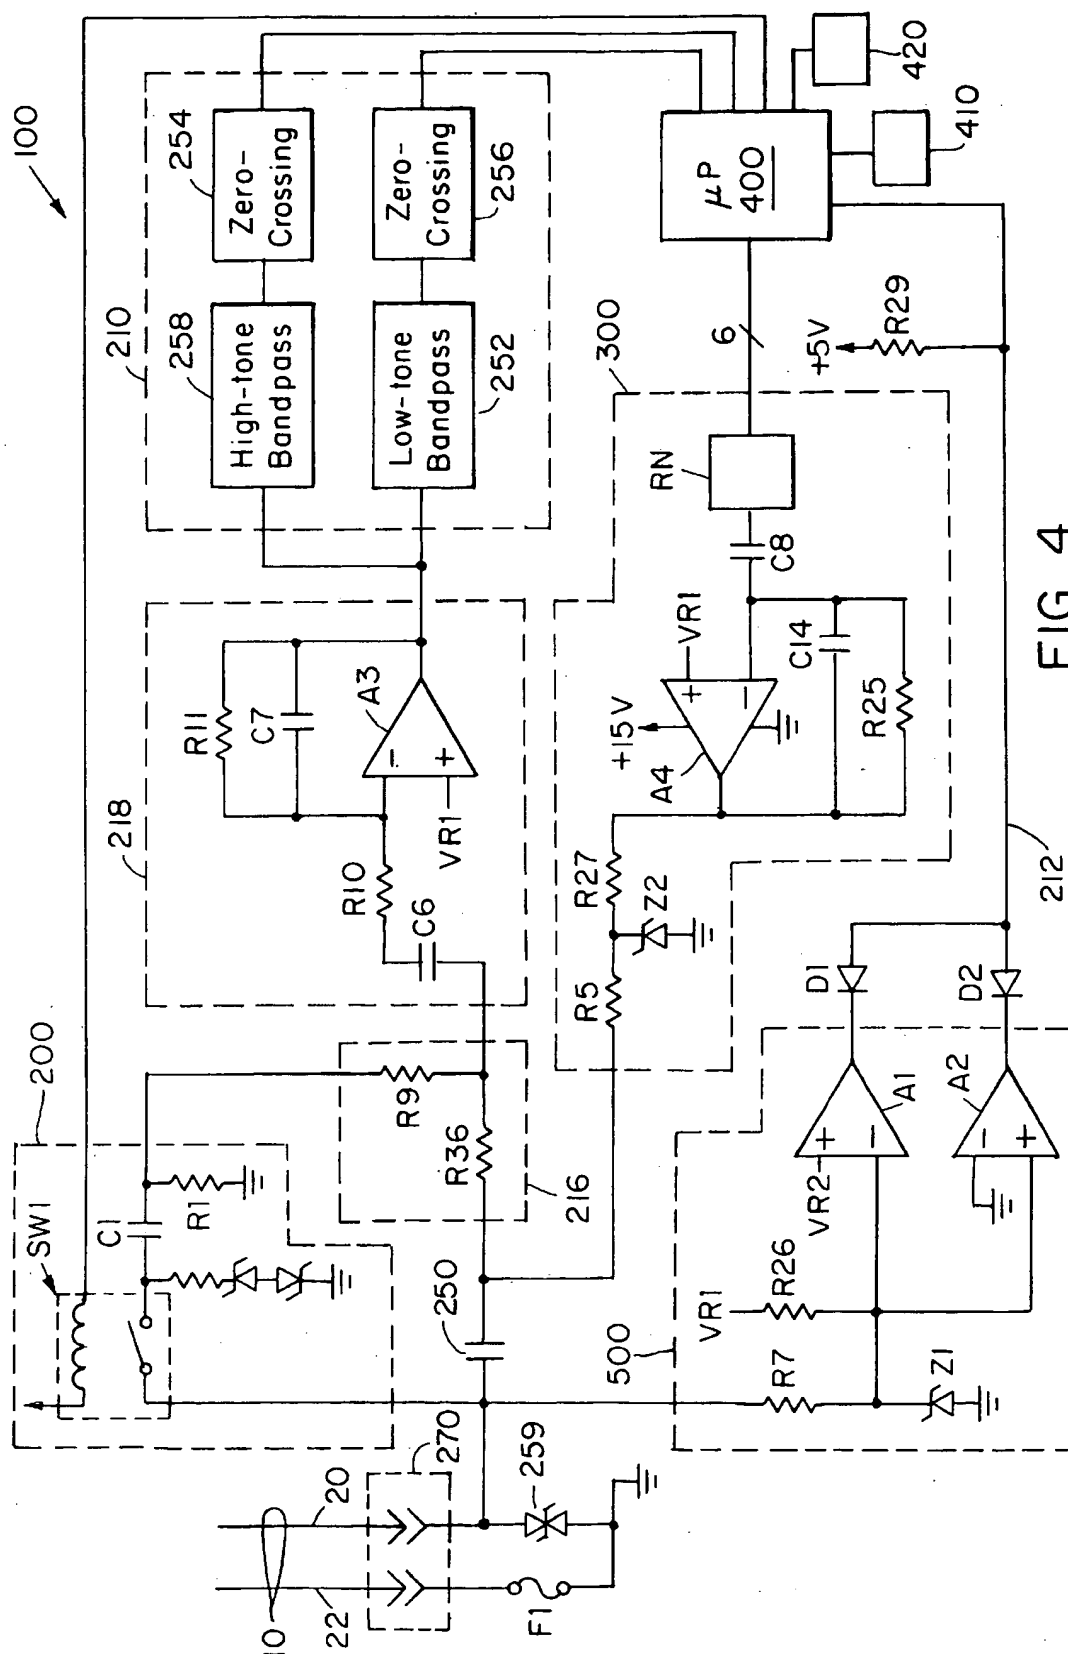 100
SW1
200
C1
R1
R9
R36
216
250
10
20
22
270
259
F1
218
R11
C7
A3
-
+
VR1
R10
C6
210
258
High-tone
Bandpass
254
Zero-
Crossing
Low-tone
Bandpass
252
Zero-
Crossing
256
μP
400
420
410
6
300
RN
C8
VR1
+
-
+15V
A4
C14
R25
R27
Z2
R5
+5V
R29
212
500
VR1
R26
R7
Z1
VR2
+
-
A1
-
+
A2
D1
D2
FIG. 4